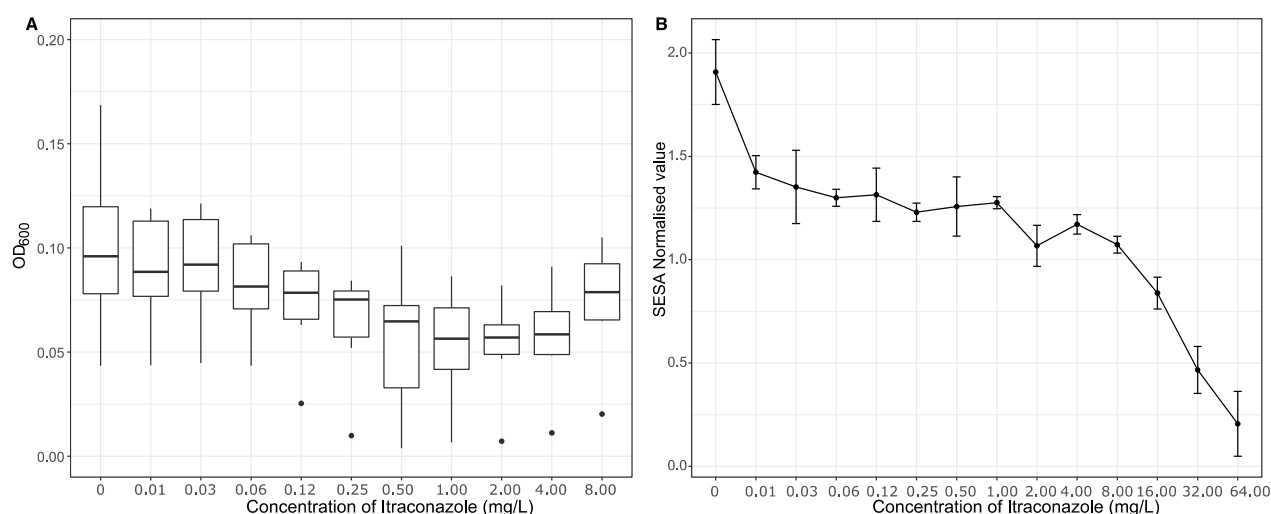 A
0.20
0.15
0.10
0.05
0.00
OD600
0 0.01 0.03 0.06 0.12 0.25 0.50 1.00 2.00 4.00 8.00
Concentration of Itraconazole (mg/L)
B
2.0
1.5
1.0
0.5
0.0
SESA Normalised value
0 0.01 0.03 0.06 0.12 0.25 0.50 1.00 2.00 4.00 8.00 16.00 32.00 64.00
Concentration of Itraconazole (mg/L)